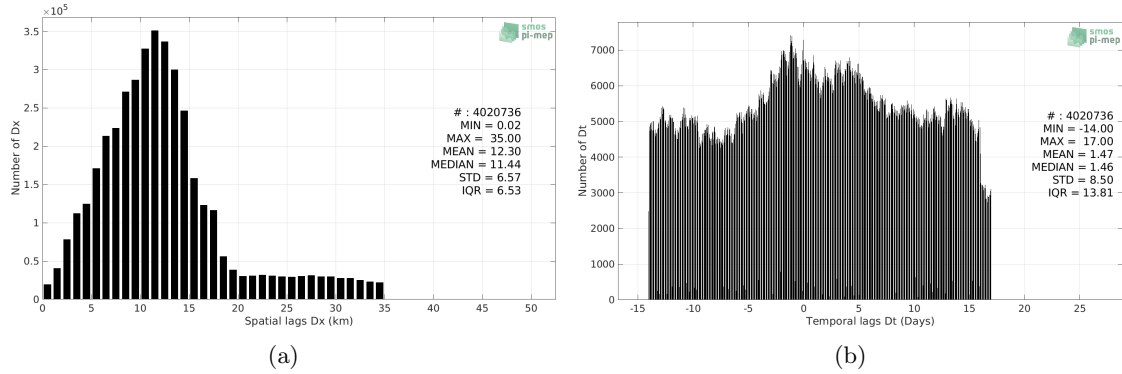 ×10⁵
3.5
3
2.5
2
1.5
1
0.5
0
Number of Dx
0 5 10 15 20 25 30 35 40 45 50
Spatial lags Dx (km)
smos
pi-mep
# : 4020736
MIN = 0.02
MAX = 35.00
MEAN = 12.30
MEDIAN = 11.44
STD = 6.57
IQR = 6.53
(a)
7000
6000
5000
4000
3000
2000
1000
0
Number of Dt
-15 -10 -5 0 5 10 15 20 25
Temporal lags Dt (Days)
smos
pi-mep
# : 4020736
MIN = -14.00
MAX = 17.00
MEAN = 1.47
MEDIAN = 1.46
STD = 8.50
IQR = 13.81
(b)